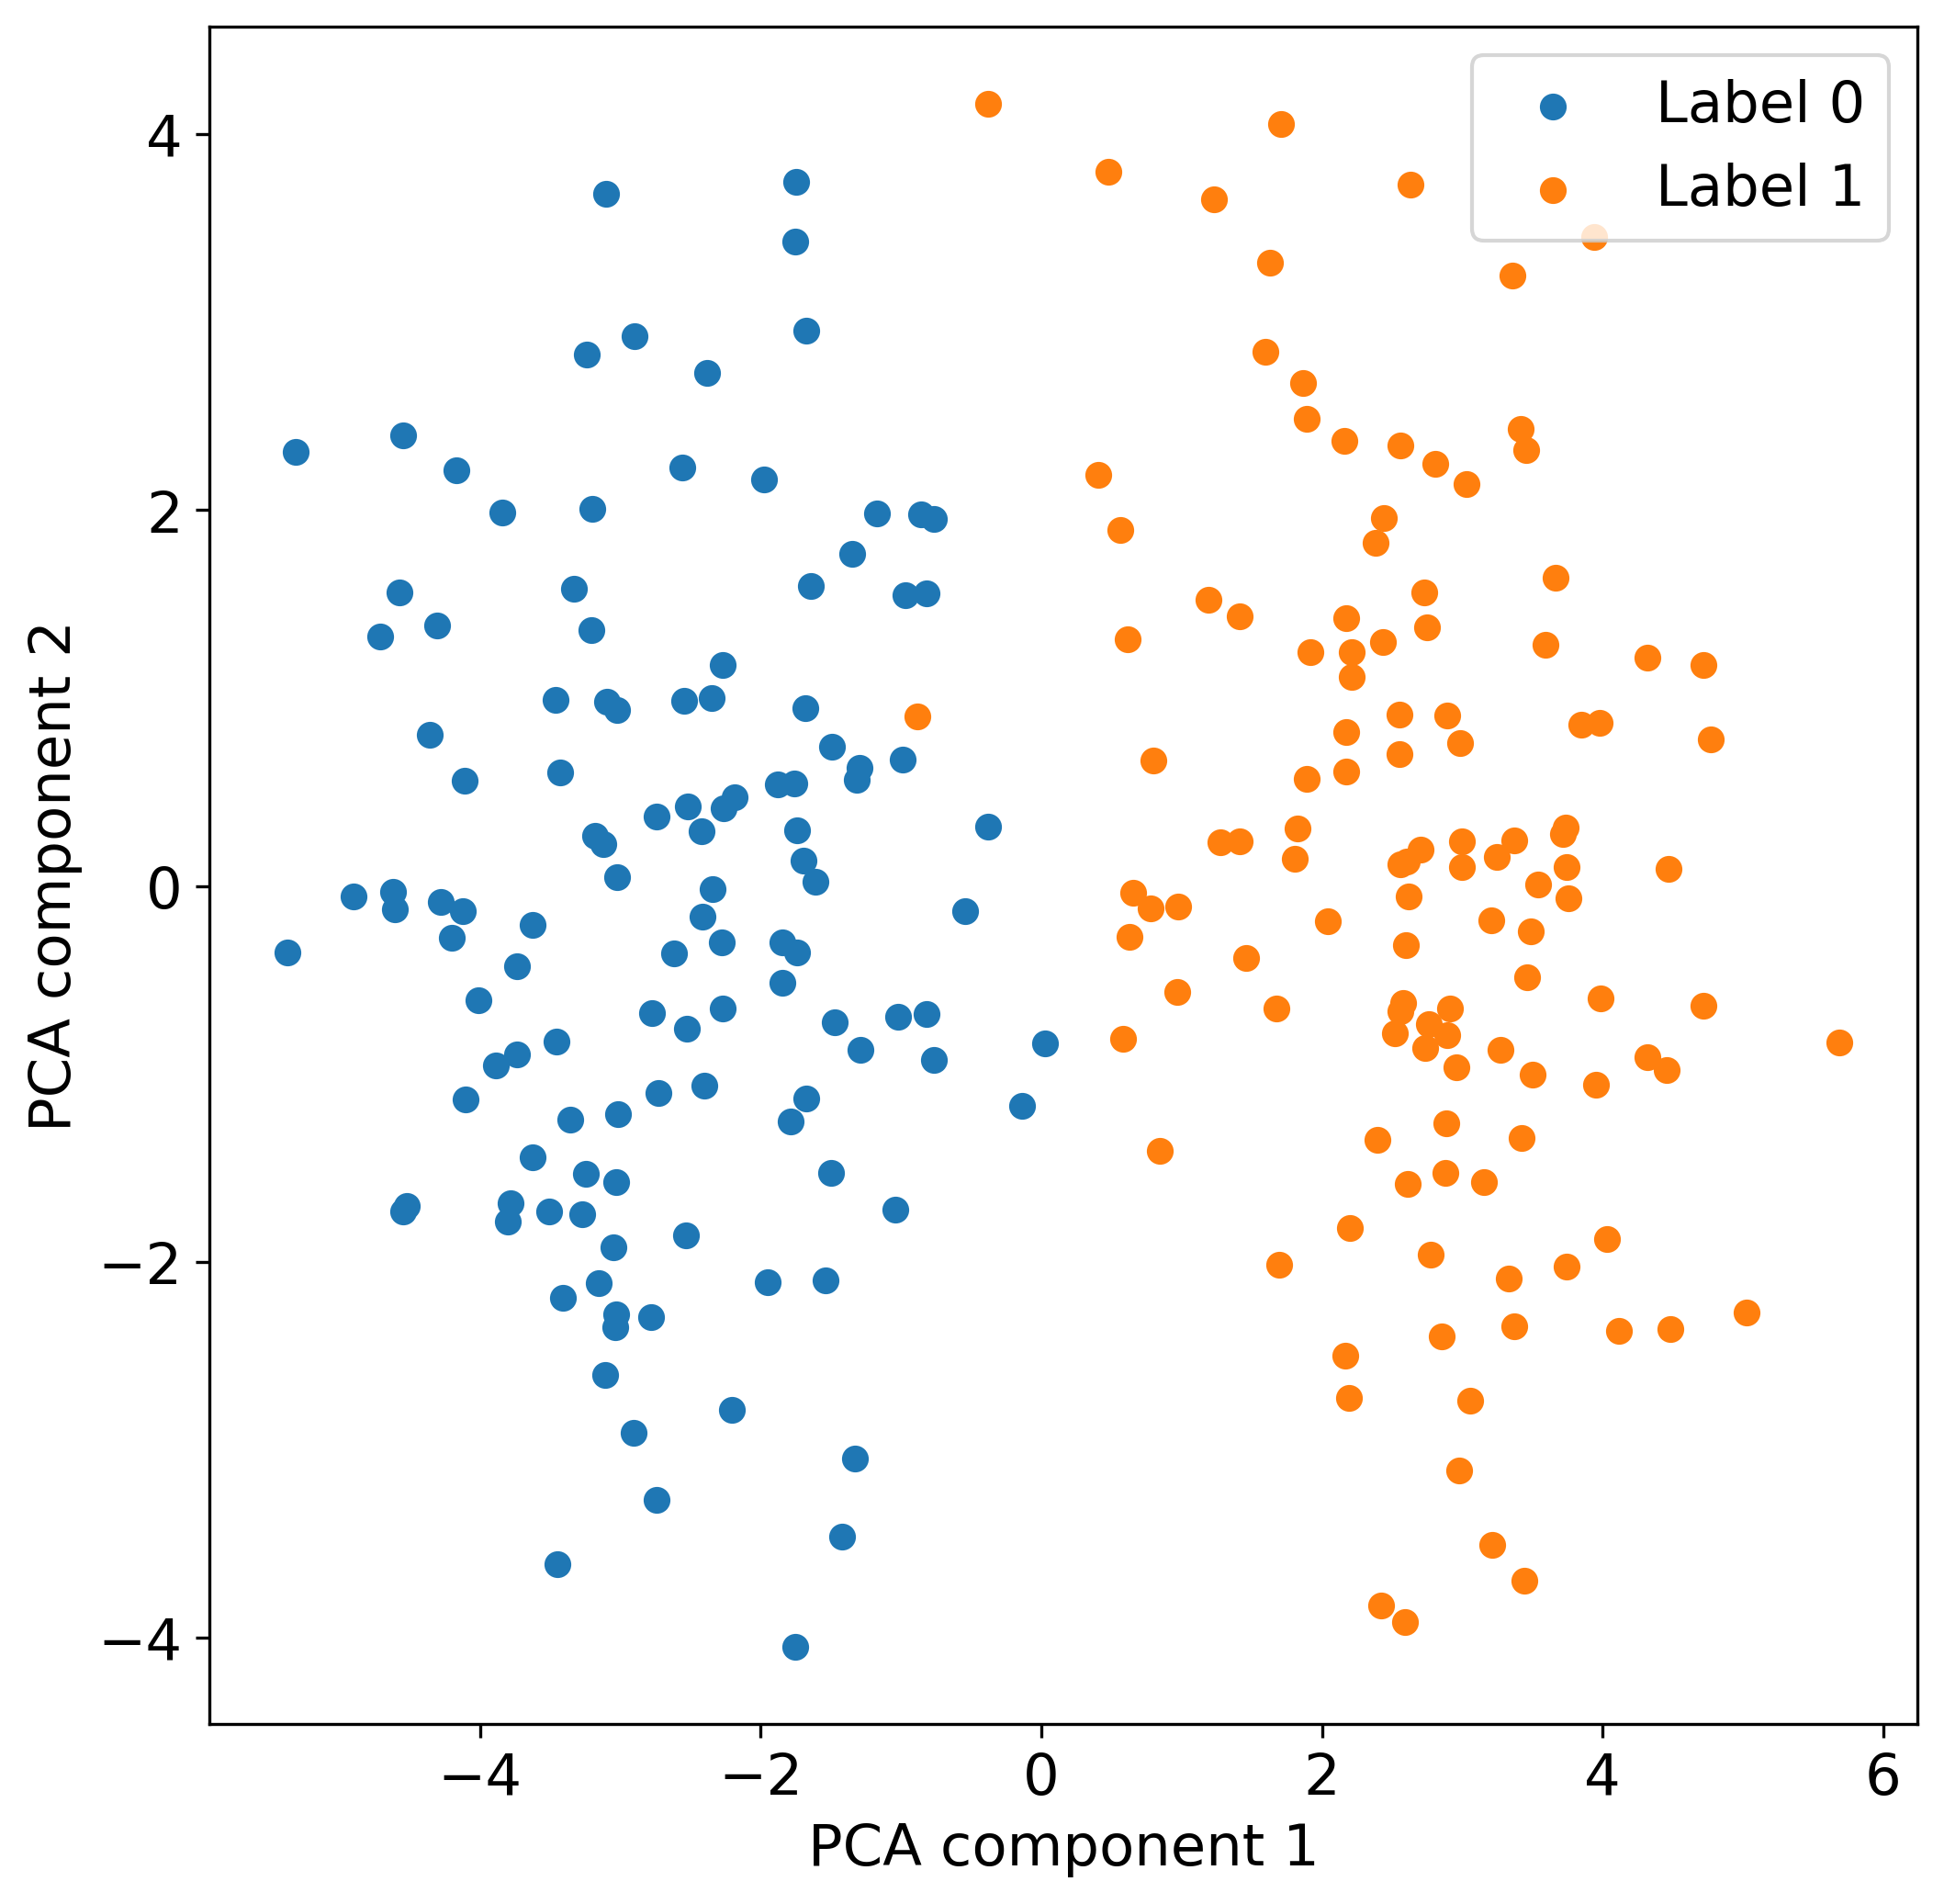 Label 0
Label 1
4
2
0
−2
−4
PCA component 2
−4 −2 0 2 4 6
PCA component 1